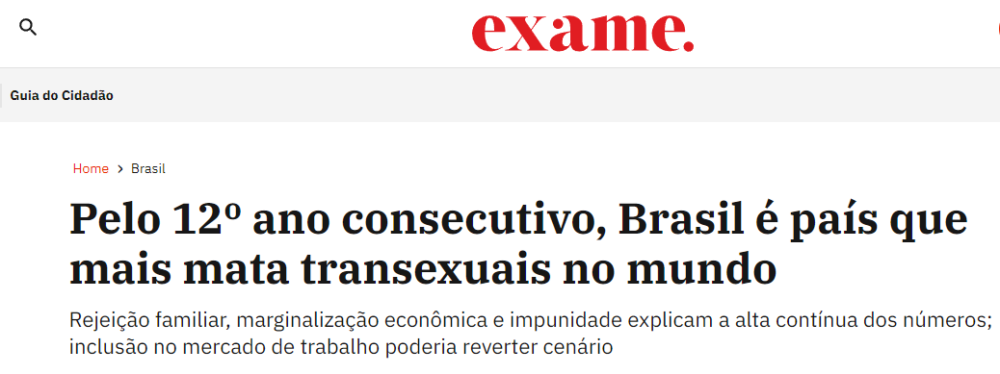 exame.
Guia do Cidadão
Home > Brasil
Pelo 12º ano consecutivo, Brasil é país que
mais mata transexuais no mundo
Rejeição familiar, marginalização econômica e impunidade explicam a alta contínua dos números;
inclusão no mercado de trabalho poderia reverter cenário